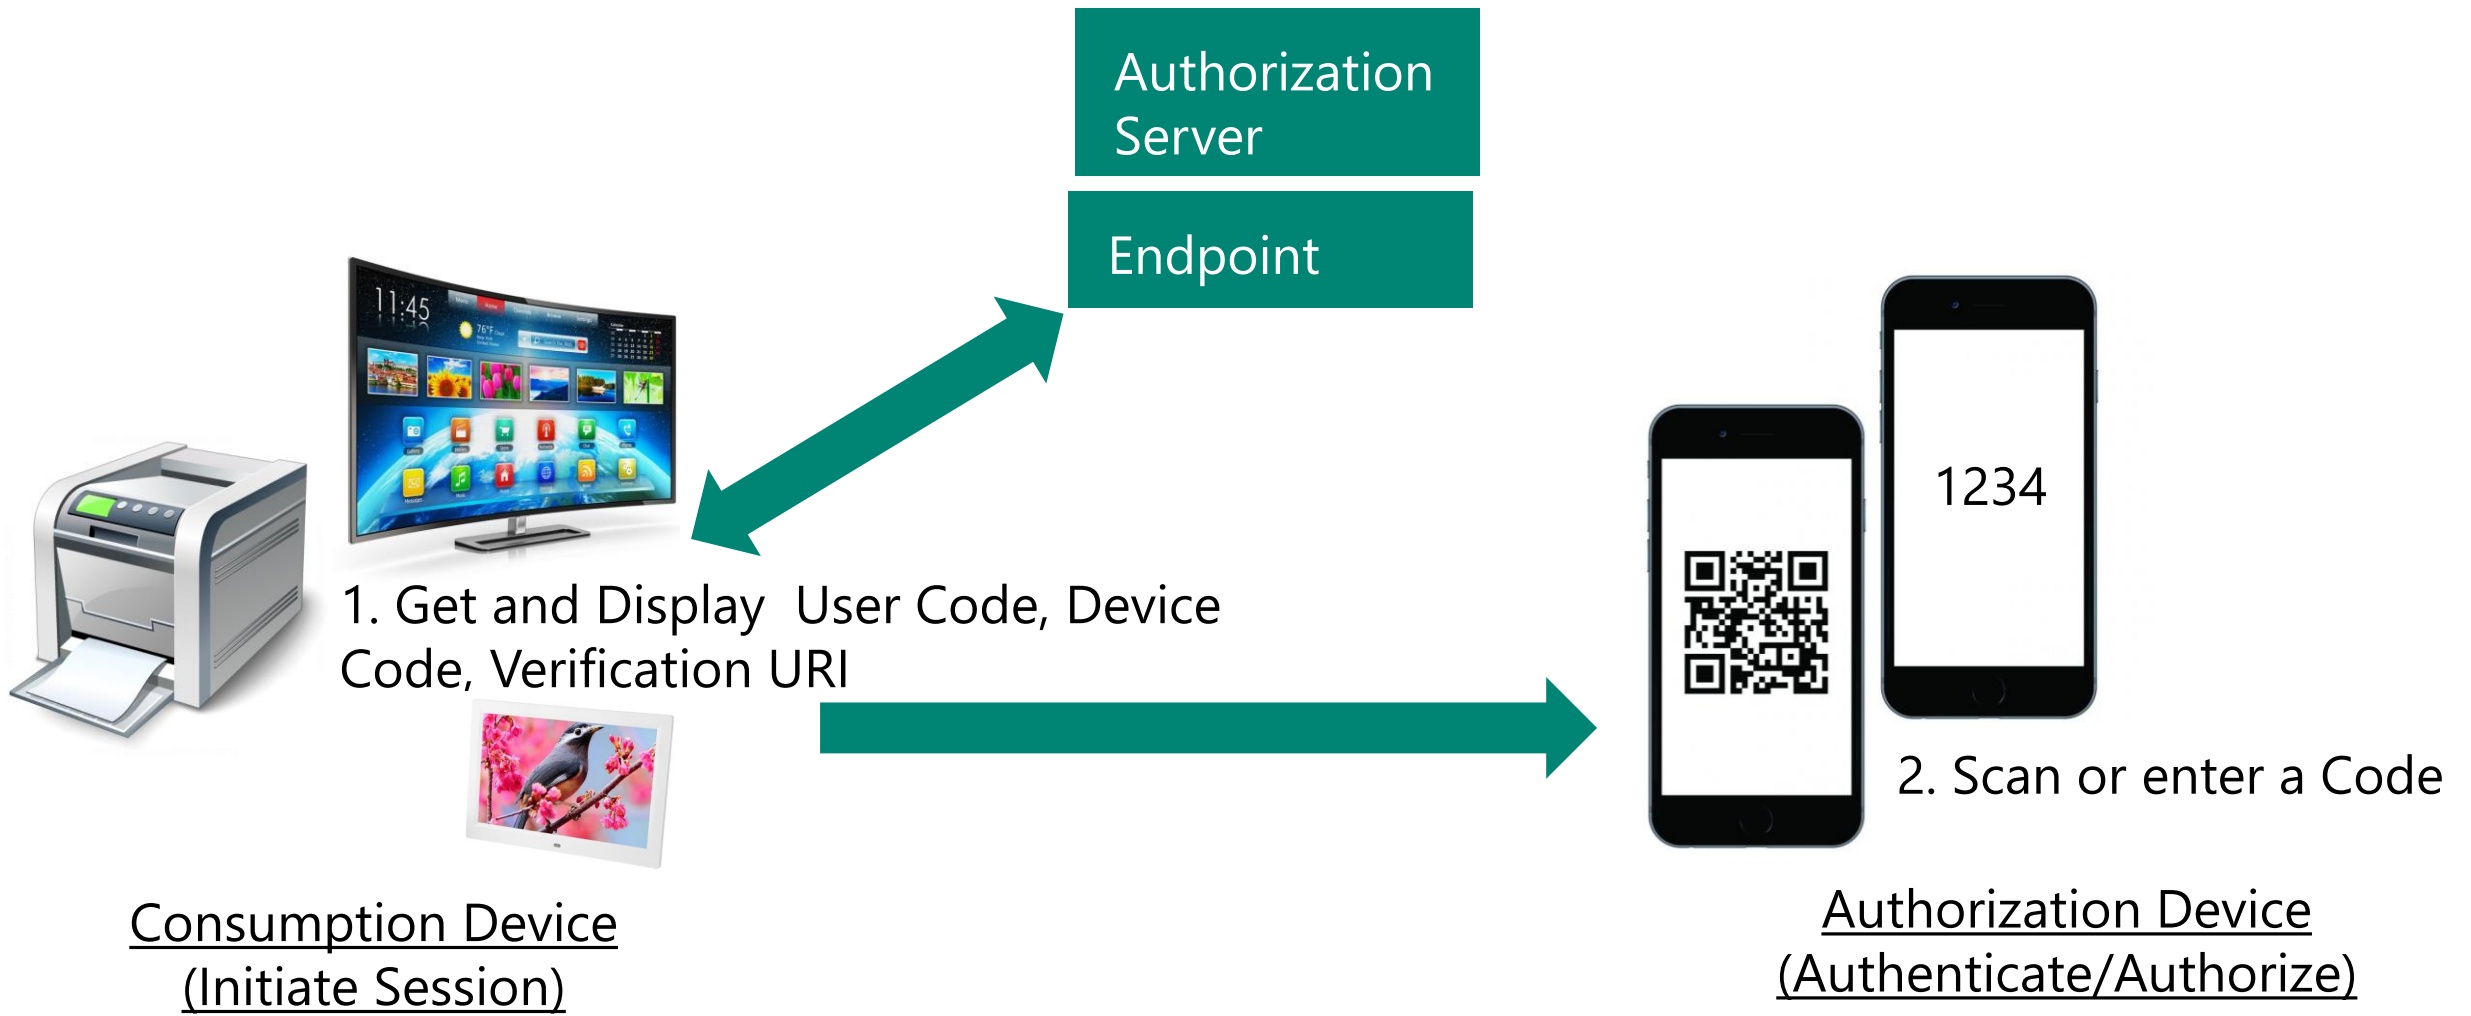 Authorization
Server
Endpoint
11:45
76°F
1234
1. Get and Display  User Code, Device
Code, Verification URI
2. Scan or enter a Code
Consumption Device
(Initiate Session)
Authorization Device
(Authenticate/Authorize)